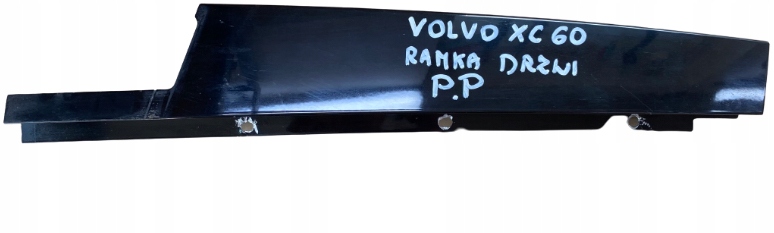 VOLVO XC 60
RAMKA DRZWI
P.P